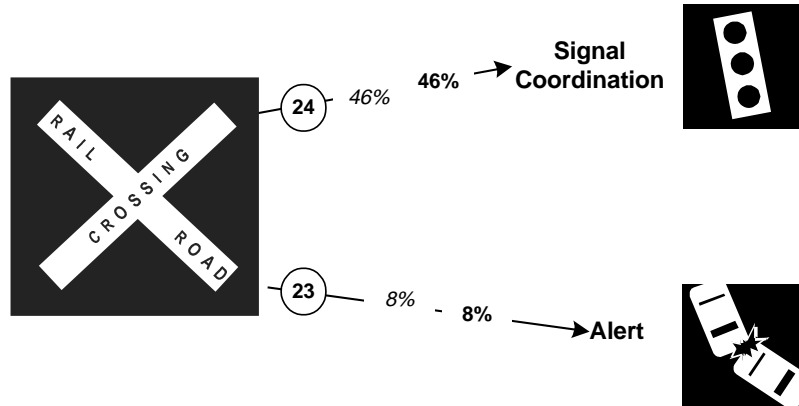 Signal
Coordination
24
46%
46%
RAIL
ROAD
CROSSING
23
8%
8%
Alert